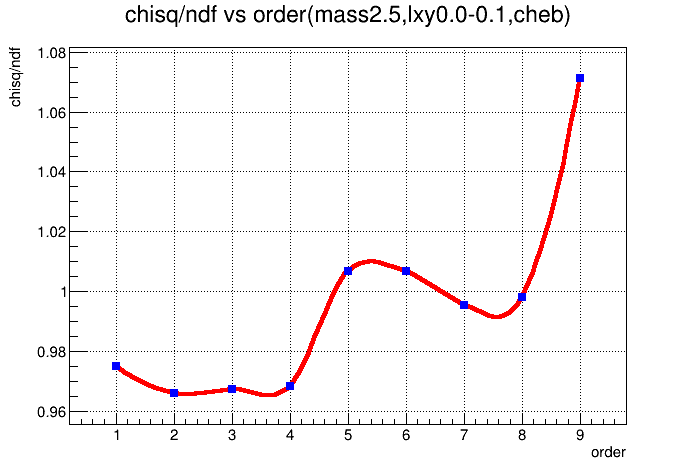 chisq/ndf vs order(mass2.5,lxy0.0-0.1,cheb)
chisq/ndf
1.08
1.06
1.04
1.02
1
0.98
0.96
1 2 3 4 5 6 7 8 9
order